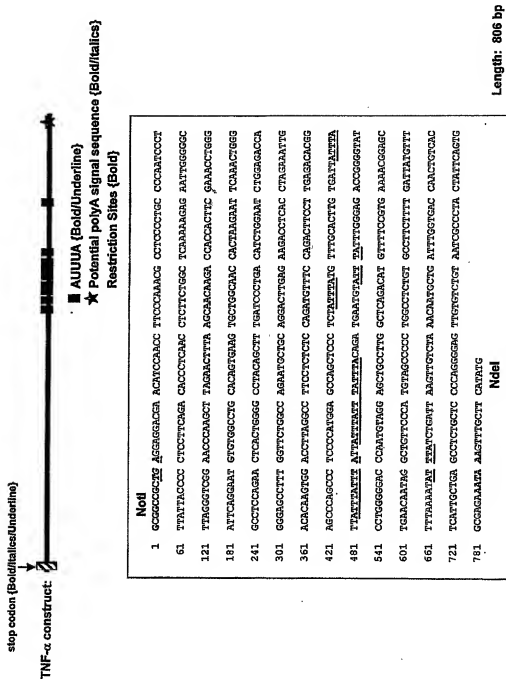 stop codon {Bold/Italics/Underline}
TNF-α construct:
AUUUA {Bold/Underline}
Potential polyA signal sequence {Bold/Italics}
Restriction Sites {Bold}
NotI
1 GCGGCCGCTG AGGAGGACGA ACATCCAACC TTCCCAAACG CCTCCCCTGC CCCAATCCCT
61 TTATTACCCC CTCCTTCAGA CACCCTCAAC CTCTTCTGGC TCAAAAAGAG AATTGGGGGC
121 TTAGGGTCGG AACCCAAGCT TAGAACTTTA AGCAACAAGA CCACCACTTC GAAACCTGGG
181 ATTCAGGAAT GTGTGGCCTG CACAGTGAAG TGCTGGCAAC CACTAAGAAT TCAAACTGGG
241 GCCTCCAGAA CTCACTGGGG CCTACAGCTT TGATCCCTGA CATCTGGAAT CTGGAGACCA
301 GGGAGCCTTT GGTTCTGGCC AGAATGCTGC AGGACTTGAG AAGACCTCAC CTAGAAATTG
361 ACACAAGTGG ACCTTAGGCC TTCCTCTCTC CAGATGTTTC CAGACTTCCT TGAGACACGG
421 AGCCCAGCCC TCCCCATGGA GCCAGCTCCC TCTATTTATG TTTGCACTTG TGATTATTTA
481 TTATTTATTT ATTATTTATT TATTTACAGA TGAATGTATT TATTTGGGAG ACCGGGGTAT
541 CCTGGGGGAC CCAATGTAGG AGCTGCCTTG GCTCAGACAT GTTTTCCGTG AAAACGGAGC
601 TGAACAATAG GCTGTTCCCA TGTAGCCCCC TGGCCTCTGT GCCTTCTTTT GATTATGTTT
661 TTTAAAATAT TTATCTGATT AAGTTGTCTA AACAATGCTG ATTTGGTGAC CAACTGTCAC
721 TCATTGCTGA GCCTCTGCTC CCCAGGGGAG TTGTGTCTGT AATCGCCCTA CTATTCAGTG
781 GCGAGAAATA AAGTTTGCTT CATATG
NdeI
Length: 806 bp